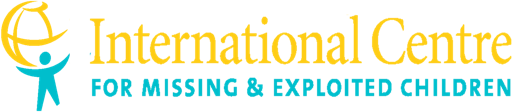 International Centre
FOR MISSING & EXPLOITED CHILDREN